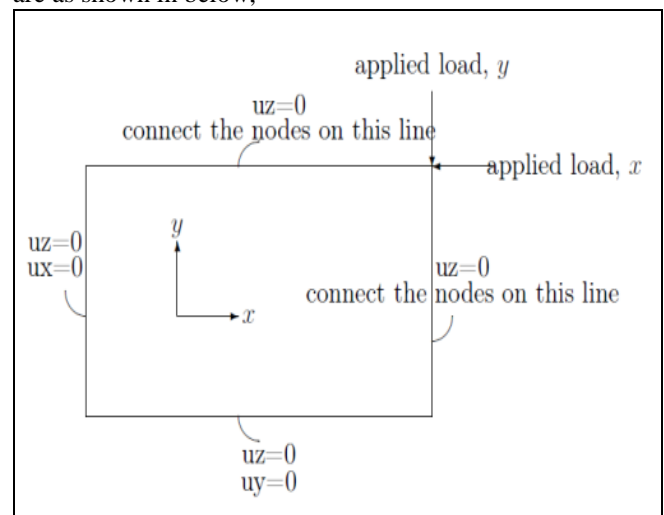 are as shown in below,
applied load, y
uz=0
connect the nodes on this line
applied load, x
uz=0
ux=0
y
x
uz=0
connect the nodes on this line
uz=0
uy=0